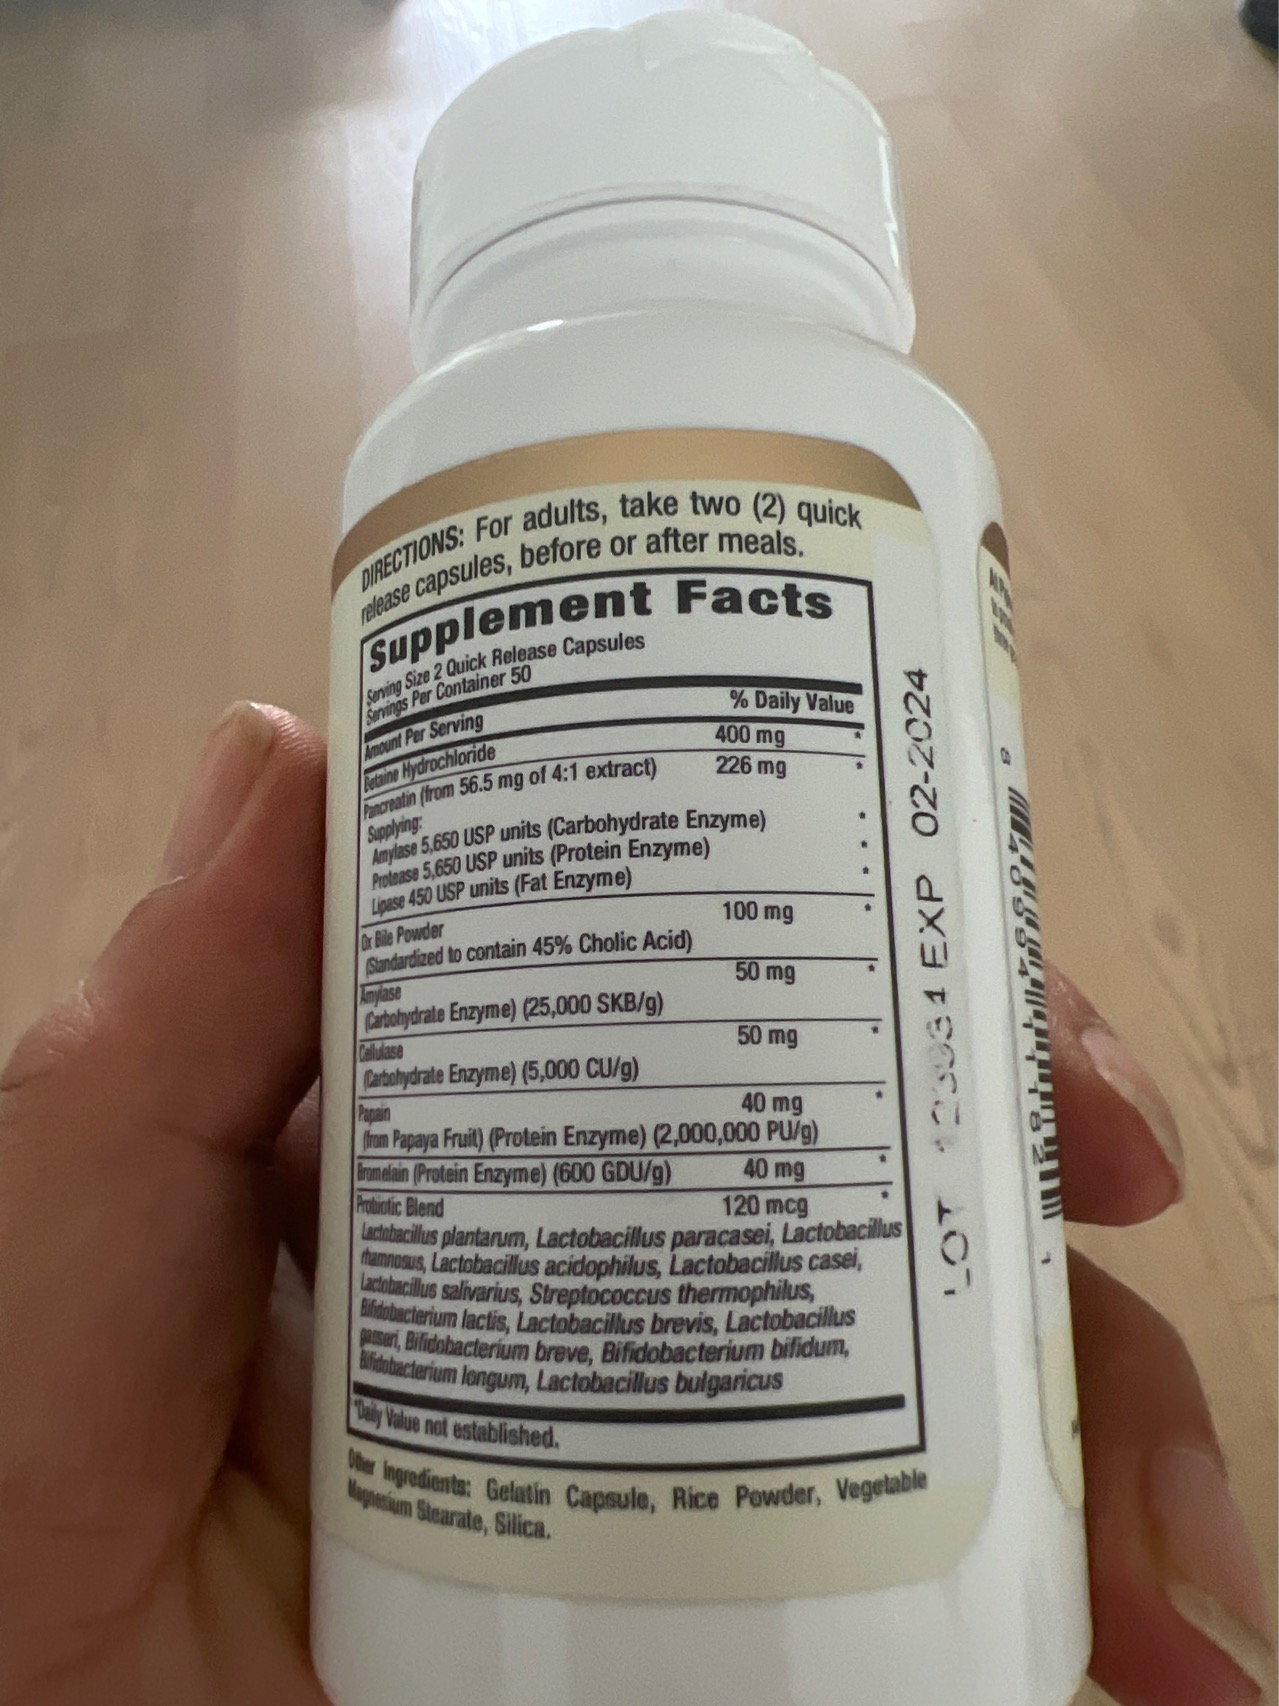 DIRECTIONS: For adults, take two (2) quick
release capsules, before or after meals.
Supplement Facts
Serving Size 2 Quick Release Capsules
Servings Per Container 50
Amount Per Serving % Daily Value
Betaine Hydrochloride 400 mg *
Pancreatin (from 56.5 mg of 4:1 extract) 226 mg *
Supplying:
Amylase 5,650 USP units (Carbohydrate Enzyme) *
Protease 5,650 USP units (Protein Enzyme) *
Lipase 450 USP units (Fat Enzyme) *
Ox Bile Powder 100 mg *
(Standardized to contain 45% Cholic Acid)
Amylase 50 mg *
(Carbohydrate Enzyme) (25,000 SKB/g)
Cellulase 50 mg *
(Carbohydrate Enzyme) (5,000 CU/g)
Papain 40 mg *
(from Papaya Fruit) (Protein Enzyme) (2,000,000 PU/g)
Bromelain (Protein Enzyme) (600 GDU/g) 40 mg *
Probiotic Blend 120 mcg *
Lactobacillus plantarum, Lactobacillus paracasei, Lactobacillus
rhamnosus, Lactobacillus acidophilus, Lactobacillus casei,
Lactobacillus salivarius, Streptococcus thermophilus,
Bifidobacterium lactis, Lactobacillus brevis, Lactobacillus
gasseri, Bifidobacterium breve, Bifidobacterium bifidum,
Bifidobacterium longum, Lactobacillus bulgaricus
*Daily Value not established.
Other Ingredients: Gelatin Capsule, Rice Powder, Vegetable
Magnesium Stearate, Silica.
LOT EXP 02-2024